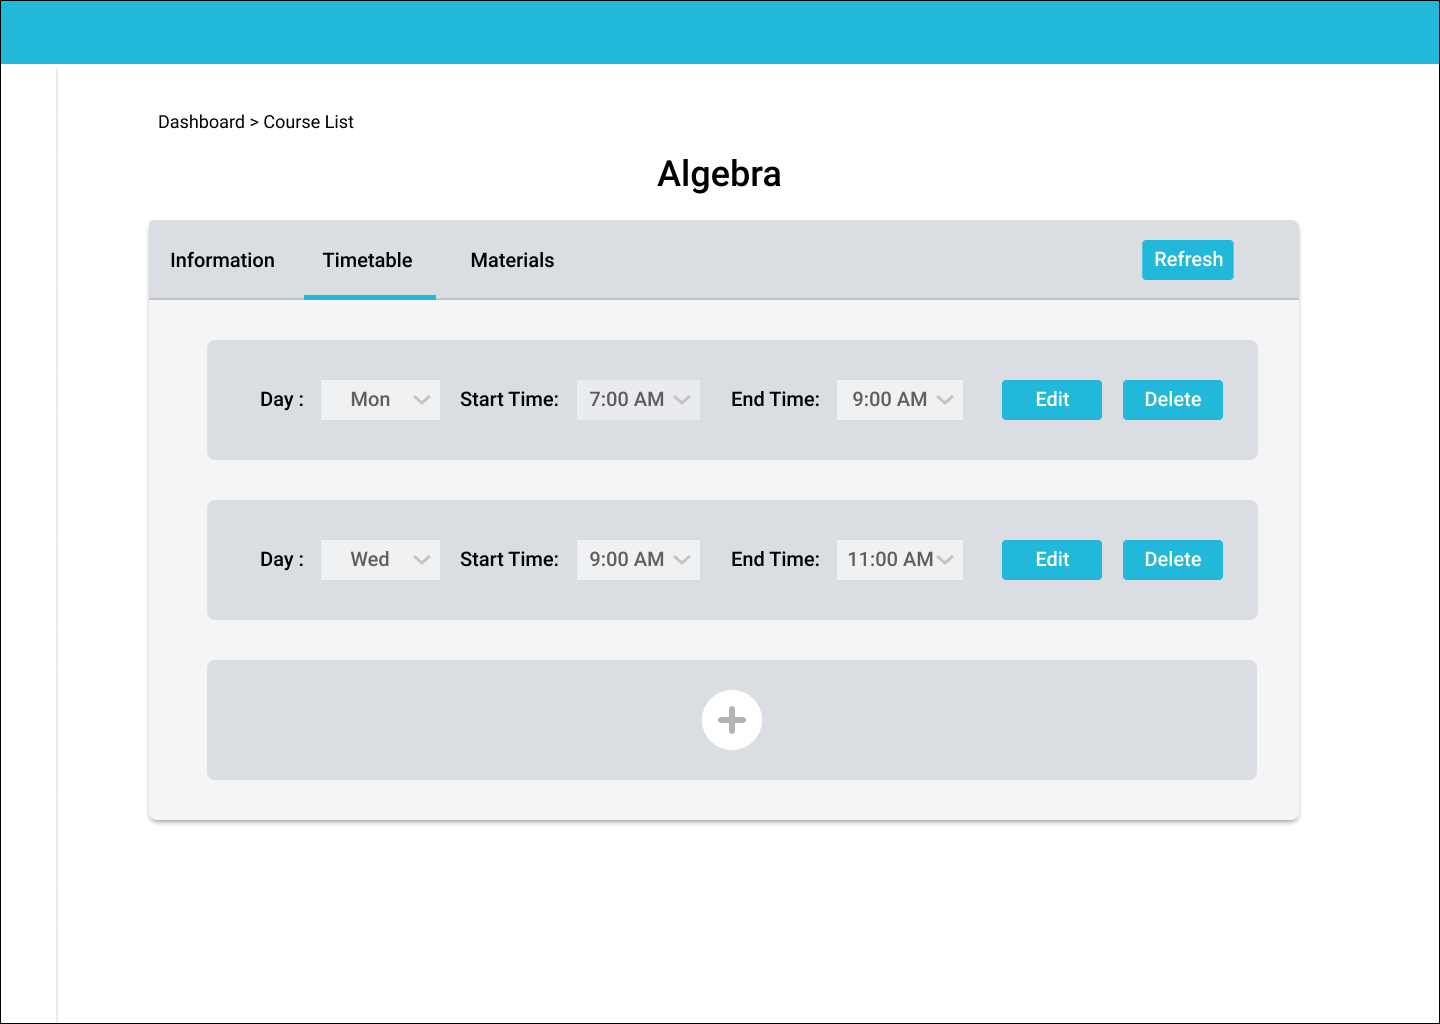 Dashboard > Course List
Algebra
Information Timetable Materials Refresh
Day : Mon Start Time: 7:00 AM End Time: 9:00 AM Edit Delete
Day : Wed Start Time: 9:00 AM End Time: 11:00 AM Edit Delete